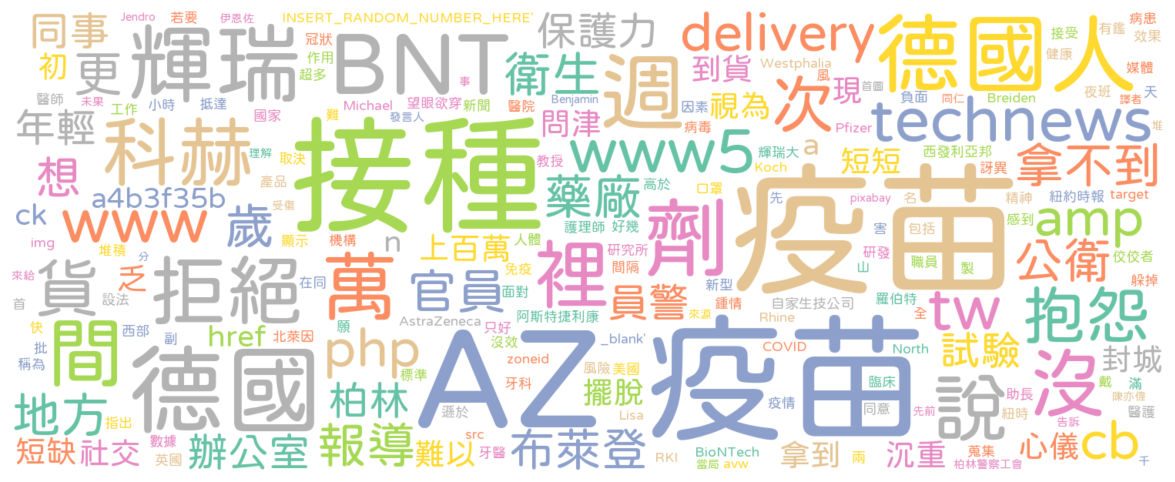 Jendro 若要 伊恩佐 INSERT_RANDOM_NUMBER_HERE' 保護力 delivery 接受 有鑑 病患
同事 輝瑞 冠狀 BNT 德國人 健康 效果
初 更 作用 超多 衛生 週 到貨 Westphalia 次 風 首圖 媒體
醫師 未果 工作 小時 抵達 國家 Michael 望眼欲穿 新聞 事 醫院 Benjamin 因素 視為 現 負面 同仁 Breiden 夜班 天
年輕 科赫 難 發言人 問津 病毒 Pfizer technews 譯者 堆
想 理解 取決 接種 教授 www5 輝瑞大 Koch a 短短 西發利亞邦 訝異 拿不到
a4b3f35b 產品 受傷 藥廠 高於 口罩 疫苗 先 pixabay 名 精神 紐約時報 target
ck www 歲 護理師 好幾 劑 害 包括 感到 amp
img 堆積 分 顯示 機構 n 上百萬 人體 裡 研究所 間隔 研發 山 職員 製 公衛 佼佼者
來給 貨 乏 拒絕 在同 萬 官員 免疫 面對 員警 新型 鍾情 自家生技公司 羅伯特 tw 全 躲掉 抱怨
首 設法 願 AstraZeneca 只好 沒效 阿斯特捷利康 來源 Rhine
快 間 西部 副 href 北萊因 php AZ疫苗 _blank' COVID North 試驗 沒 封城
批 稱為 德國 標準 zoneid 風險 美國 臨床 說 助長 戴 滿
地方 指出 柏林 遜於 牙科 擺脫 Lisa 疫情 同意 先前 紐時 陳亦偉 醫護
短缺 社交 數據 英國 辦公室 報導 難以 src 牙醫 布萊登 RKI BioNTech 當局 avw 拿到 兩 沉重 蒐集 柏林警察工會 告訴 心儀 cb 千